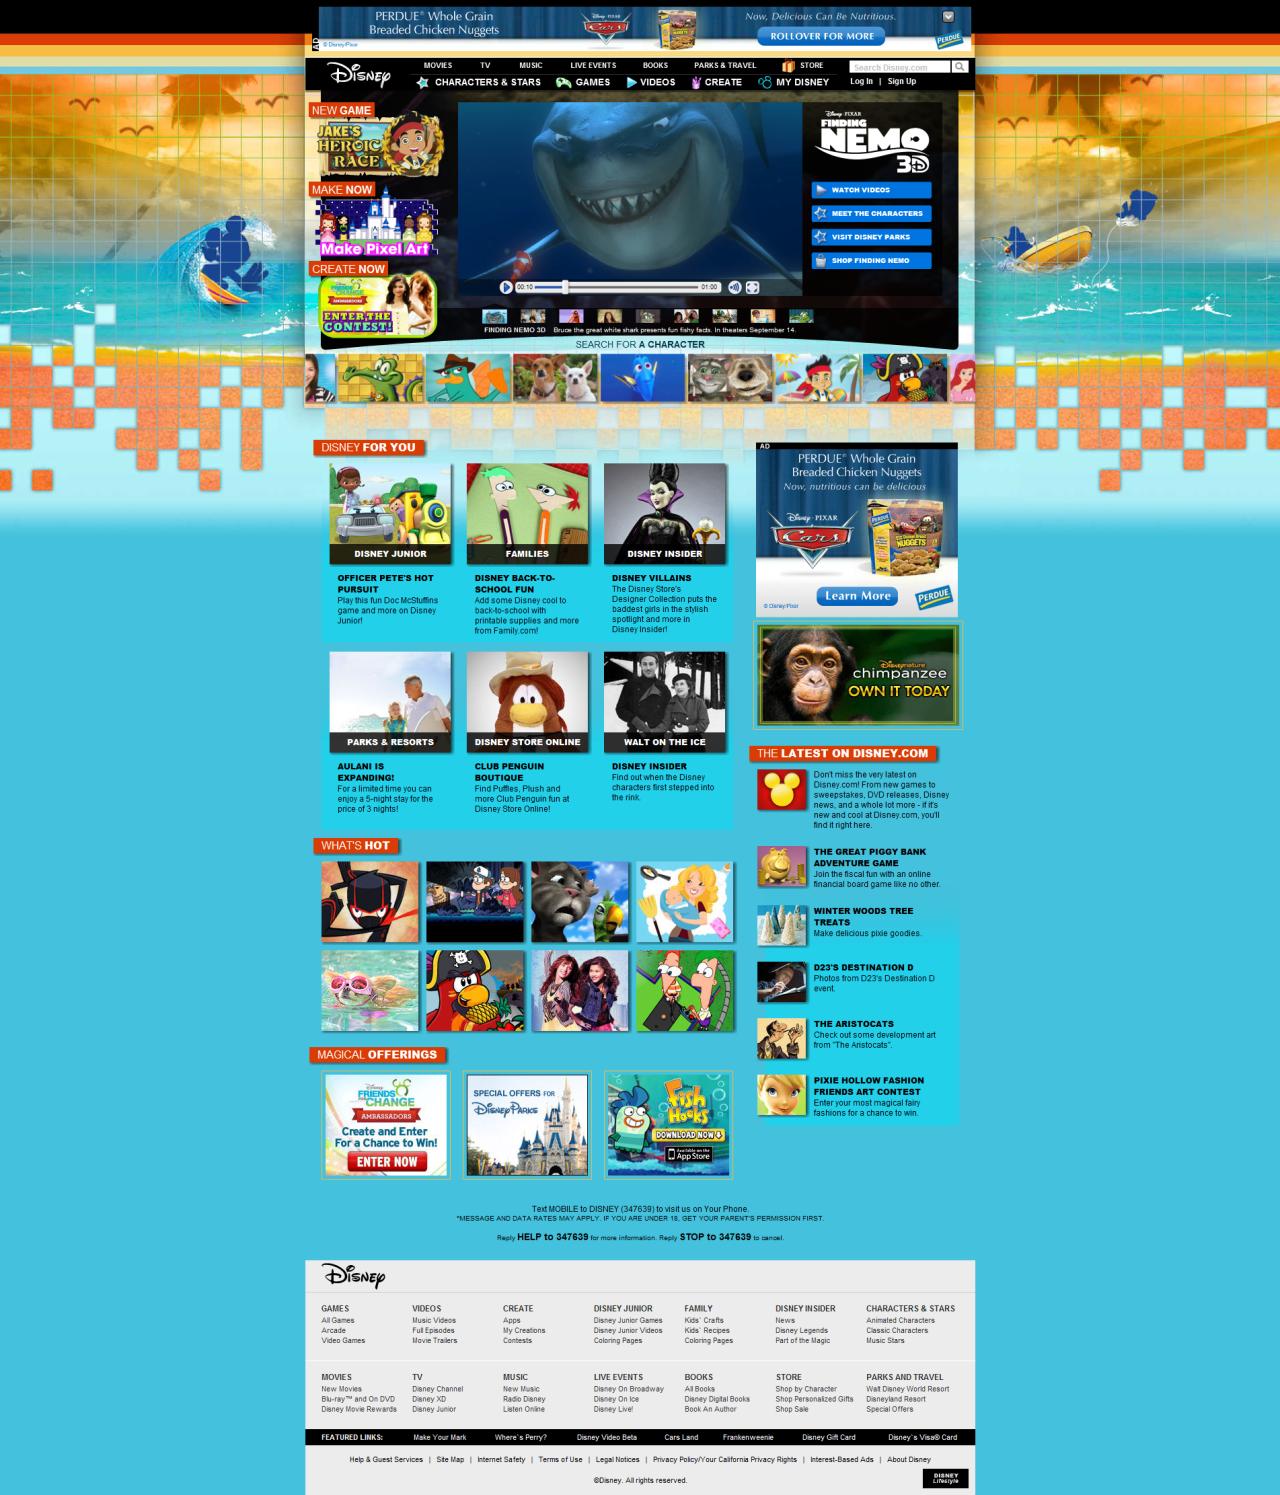 PERDUE® Whole Grain
Breaded Chicken Nuggets
Disney PIXAR
Cars
Now, Delicious Can Be Nutritious.
ROLLOVER FOR MORE
PERDUE
AD
© Disney/Pixar
Disney
MOVIES TV MUSIC LIVE EVENTS BOOKS PARKS & TRAVEL STORE
Search Disney.com
CHARACTERS & STARS GAMES VIDEOS CREATE MY DISNEY
Log In | Sign Up
NEW GAME
JAKE'S
HEROIC
RACE
MAKE NOW
Make Pixel Art
CREATE NOW
FRIENDS
CHANGE
AMBASSADORS
ENTER THE
CONTEST!
Disney PIXAR
FINDING
NEMO
3D
WATCH VIDEOS
MEET THE CHARACTERS
VISIT DISNEY PARKS
SHOP FINDING NEMO
00:10 01:00
FINDING NEMO 3D Bruce the great white shark presents fun fishy facts. In theaters September 14.
SEARCH FOR A CHARACTER
DISNEY FOR YOU
DISNEY JUNIOR
OFFICER PETE'S HOT
PURSUIT
Play this fun Doc McStuffins
game and more on Disney
Junior!
FAMILIES
DISNEY BACK-TO-
SCHOOL FUN
Add some Disney cool to
back-to-school with
printable supplies and more
from Family.com!
DISNEY INSIDER
DISNEY VILLAINS
The Disney Store's
Designer Collection puts the
baddest girls in the stylish
spotlight and more in
Disney Insider!
PARKS & RESORTS
AULANI IS
EXPANDING!
For a limited time you can
enjoy a 5-night stay for the
price of 3 nights!
DISNEY STORE ONLINE
CLUB PENGUIN
BOUTIQUE
Find Puffles, Plush and
more Club Penguin fun at
Disney Store Online!
WALT ON THE ICE
DISNEY INSIDER
Find out when the Disney
characters first stepped into
the rink.
AD
PERDUE® Whole Grain
Breaded Chicken Nuggets
Now, nutritious can be delicious
Disney PIXAR
Cars
PERDUE
NUGGETS
Learn More
PERDUE
© Disney/Pixar
Disneynature
chimpanzee
OWN IT TODAY
THE LATEST ON DISNEY.COM
Don't miss the very latest on
Disney.com! From new games to
sweepstakes, DVD releases, Disney
news, and a whole lot more - if it's
new and cool at Disney.com, you'll
find it right here.
THE GREAT PIGGY BANK
ADVENTURE GAME
Join the fiscal fun with an online
financial board game like no other.
WINTER WOODS TREE
TREATS
Make delicious pixie goodies.
D23'S DESTINATION D
Photos from D23's Destination D
event.
THE ARISTOCATS
Check out some development art
from "The Aristocats".
PIXIE HOLLOW FASHION
FRIENDS ART CONTEST
Enter your most magical fairy
fashions for a chance to win.
WHAT'S HOT
MAGICAL OFFERINGS
Disney
FRIENDS
CHANGE
AMBASSADORS
Create and Enter
For a Chance to Win!
ENTER NOW
SPECIAL OFFERS FOR
Disney PARKS
Fish
Hooks
DOWNLOAD NOW
Available on the
App Store
Text MOBILE to DISNEY (347639) to visit us on Your Phone.
*MESSAGE AND DATA RATES MAY APPLY. IF YOU ARE UNDER 18, GET YOUR PARENT'S PERMISSION FIRST.
Reply HELP to 347639 for more information. Reply STOP to 347639 to cancel.
Disney
GAMES VIDEOS CREATE DISNEY JUNIOR FAMILY DISNEY INSIDER CHARACTERS & STARS
All Games Music Videos Apps Disney Junior Games Kids` Crafts News Animated Characters
Arcade Full Episodes My Creations Disney Junior Videos Kids` Recipes Disney Legends Classic Characters
Video Games Movie Trailers Contests Coloring Pages Coloring Pages Part of the Magic Music Stars
MOVIES TV MUSIC LIVE EVENTS BOOKS STORE PARKS AND TRAVEL
New Movies Disney Channel New Music Disney On Broadway All Books Shop by Character Walt Disney World Resort
Blu-ray™ and On DVD Disney XD Radio Disney Disney On Ice Disney Digital Books Shop Personalized Gifts Disneyland Resort
Disney Movie Rewards Disney Junior Listen Online Disney Live! Book An Author Shop Sale Special Offers
FEATURED LINKS: Make Your Mark Where`s Perry? Disney Video Beta Cars Land Frankenweenie Disney Gift Card Disney`s Visa® Card
Help & Guest Services | Site Map | Internet Safety | Terms of Use | Legal Notices | Privacy Policy/Your California Privacy Rights | Interest-Based Ads | About Disney
©Disney. All rights reserved.
DISNEY
Lifestyle